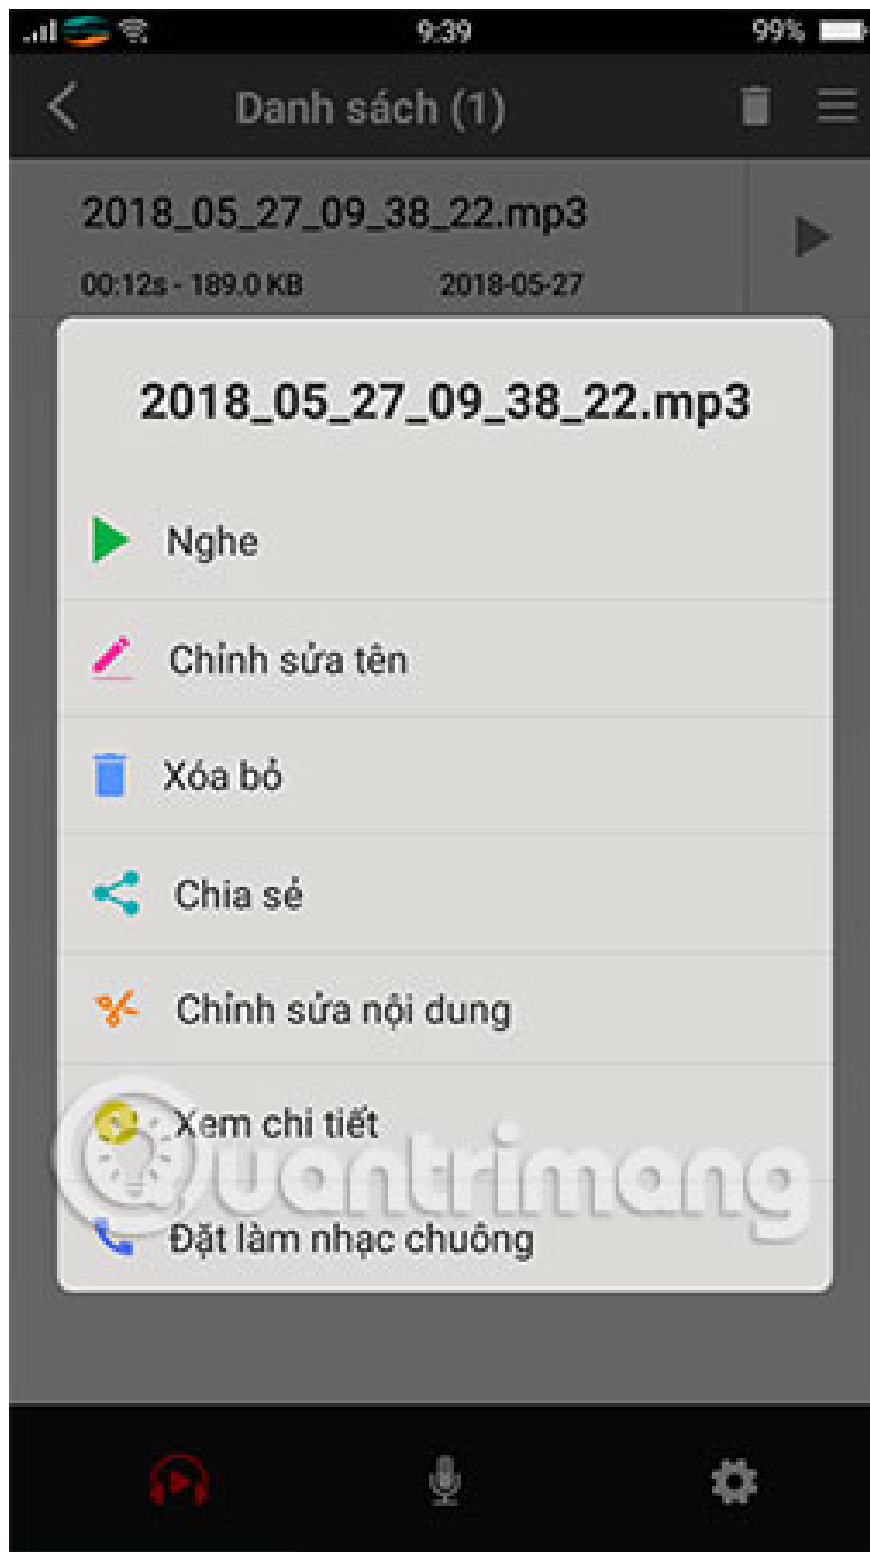 9:39
99%
Danh sách (1)
2018_05_27_09_38_22.mp3
00:12s - 189.0 KB
2018-05-27
2018_05_27_09_38_22.mp3
Nghe
Chỉnh sửa tên
Xóa bỏ
Chia sẻ
Chỉnh sửa nội dung
Xem chi tiết
Quantrimang
Đặt làm nhạc chuông